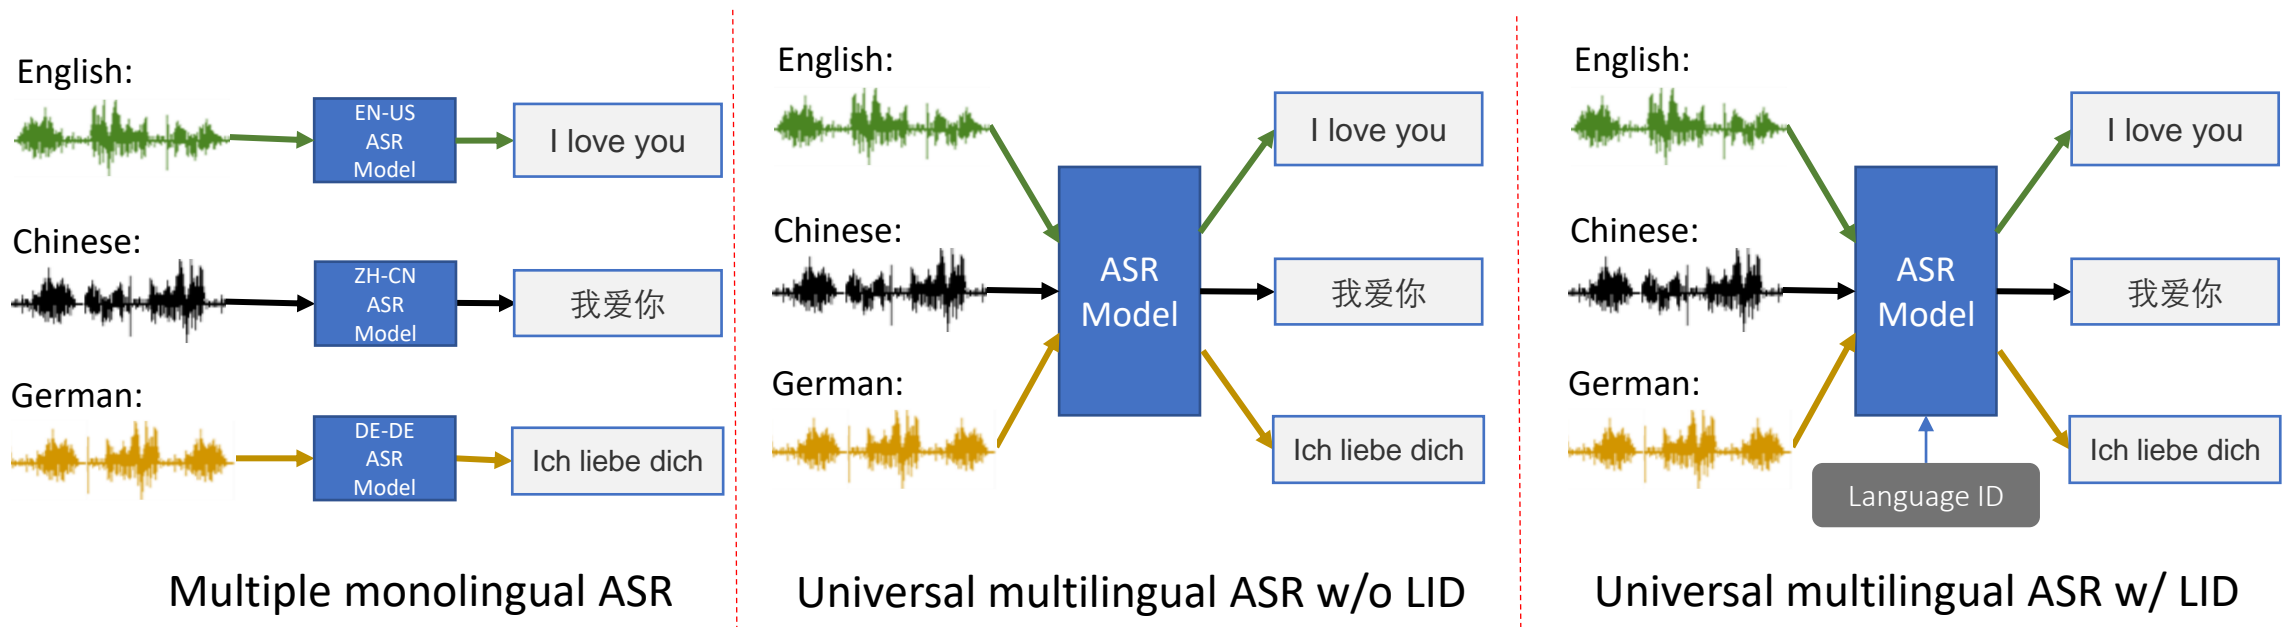 English:
EN-US
ASR
Model
I love you
Chinese:
ZH-CN
ASR
Model
我爱你
German:
DE-DE
ASR
Model
Ich liebe dich
Multiple monolingual ASR
English:
I love you
Chinese:
ASR
Model
我爱你
German:
Ich liebe dich
Universal multilingual ASR w/o LID
English:
I love you
Chinese:
ASR
Model
我爱你
German:
Ich liebe dich
Language ID
Universal multilingual ASR w/ LID